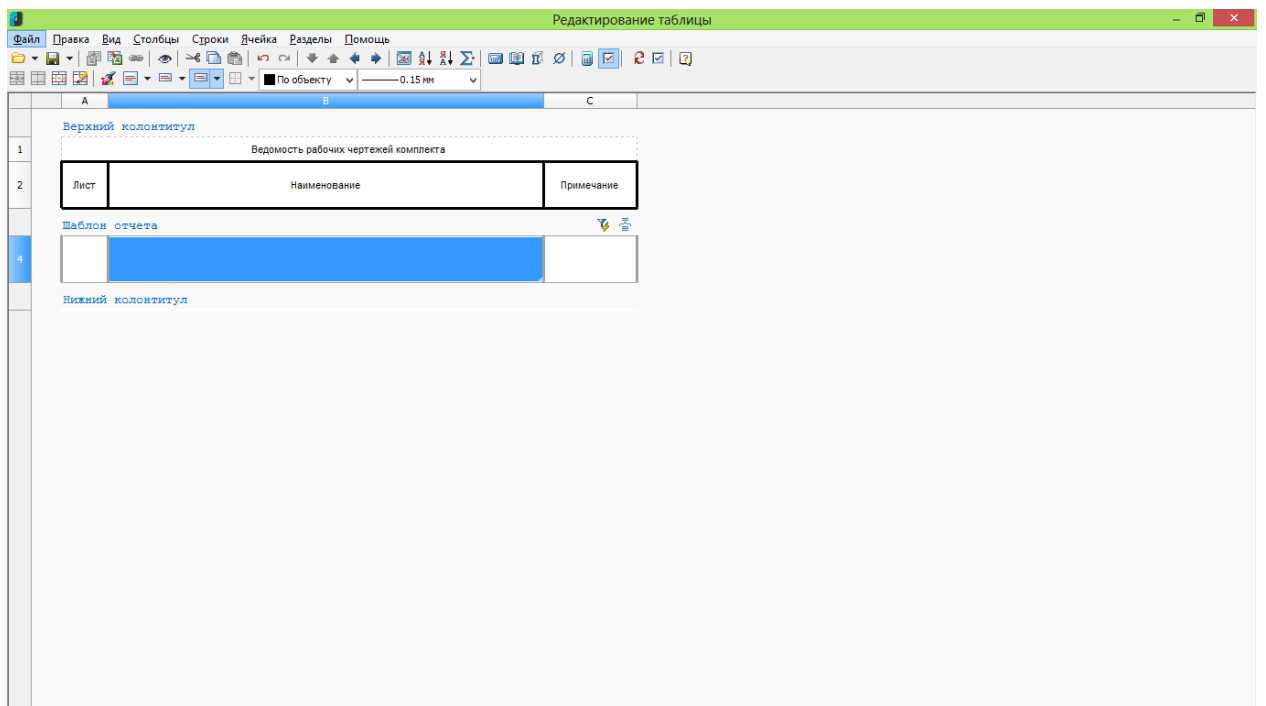 Редактирование таблицы
Файл Правка Вид Столбцы Строки Ячейка Разделы Помощь
По объекту 0.15 мм
A B C
Верхний колонтитул
1 Ведомость рабочих чертежей комплекта
2 Лист Наименование Примечание
Шаблон отчета
4
Нижний колонтитул